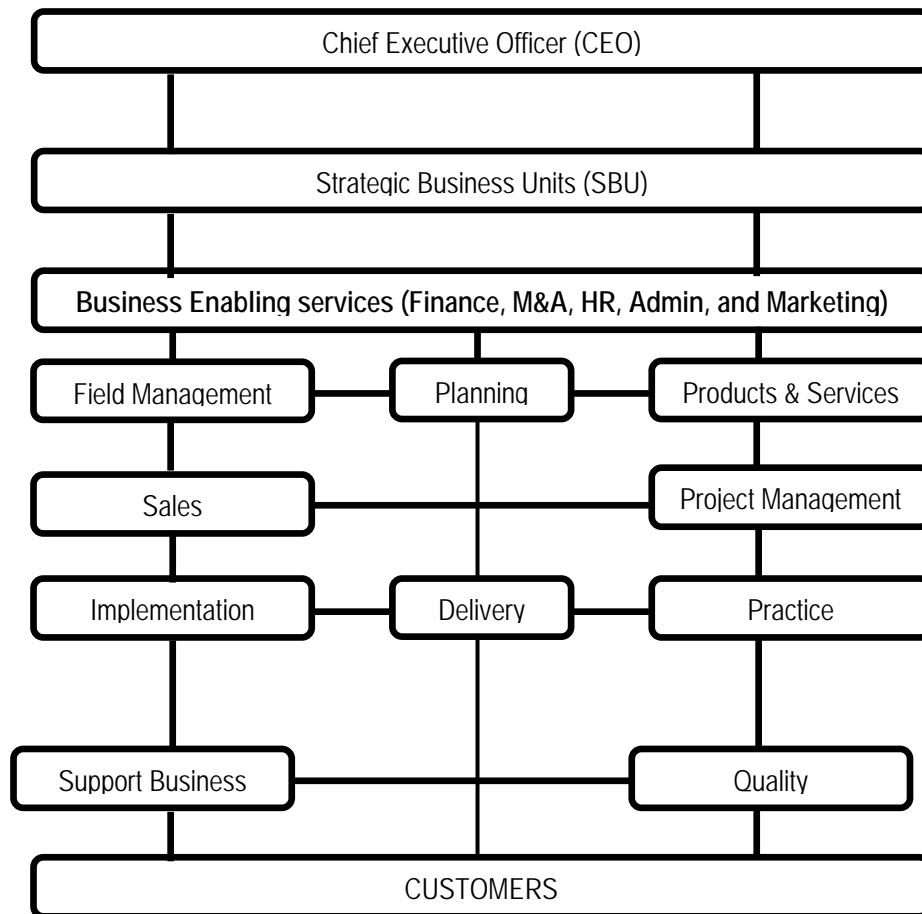 Chief Executive Officer (CEO)
Strategic Business Units (SBU)
Business Enabling services (Finance, M&A, HR, Admin, and Marketing)
Field Management
Planning
Products & Services
Sales
Project Management
Implementation
Delivery
Practice
Support Business
Quality
CUSTOMERS